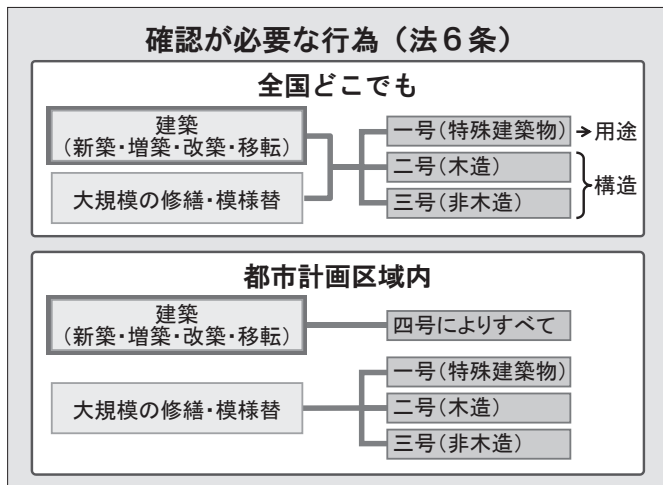 確認が必要な行為(法6条)
全国どこでも
建築
(新築・増築・改築・移転)
大規模の修繕・模様替
一号(特殊建築物)→用途
二号(木造)
三号(非木造)
構造
都市計画区域内
建築
(新築・増築・改築・移転)
四号によりすべて
大規模の修繕・模様替
一号(特殊建築物)
二号(木造)
三号(非木造)